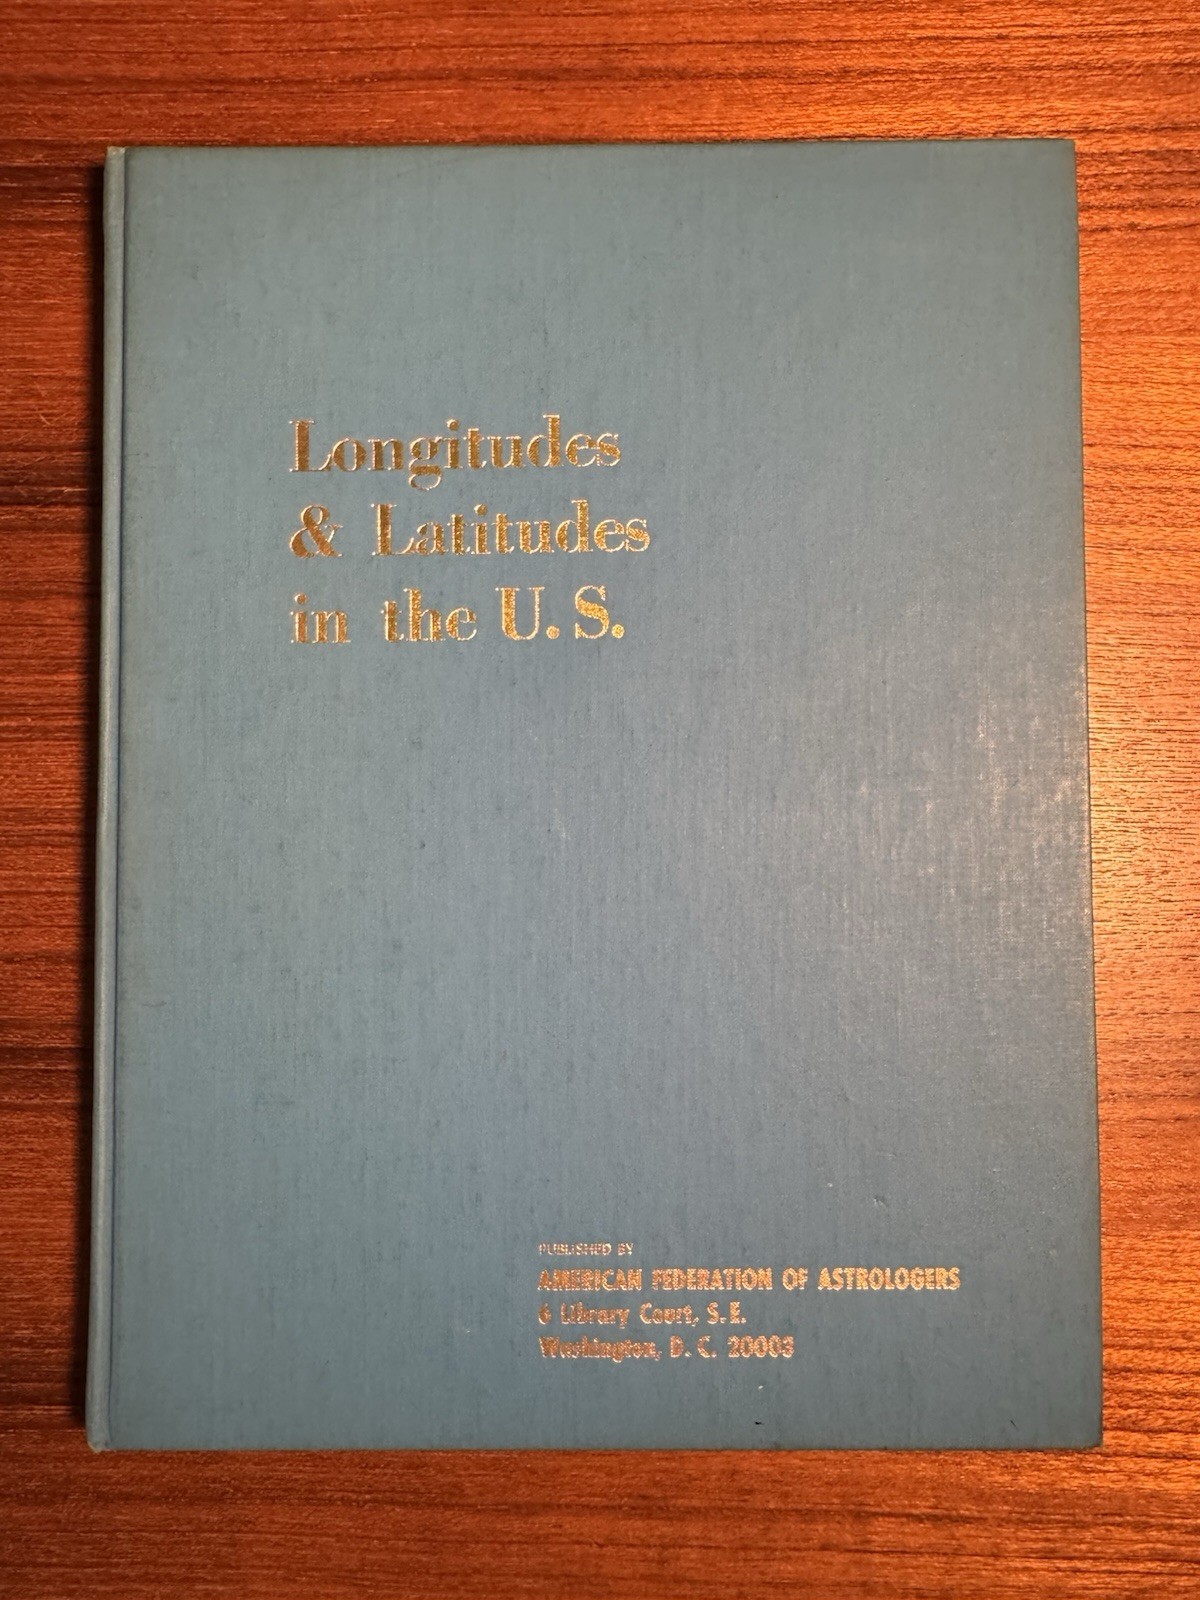 Longitudes
& Latitudes
in the U. S.
PUBLISHED BY
AMERICAN FEDERATION OF ASTROLOGERS
6 Library Court, S. E.
Washington, D. C. 20003